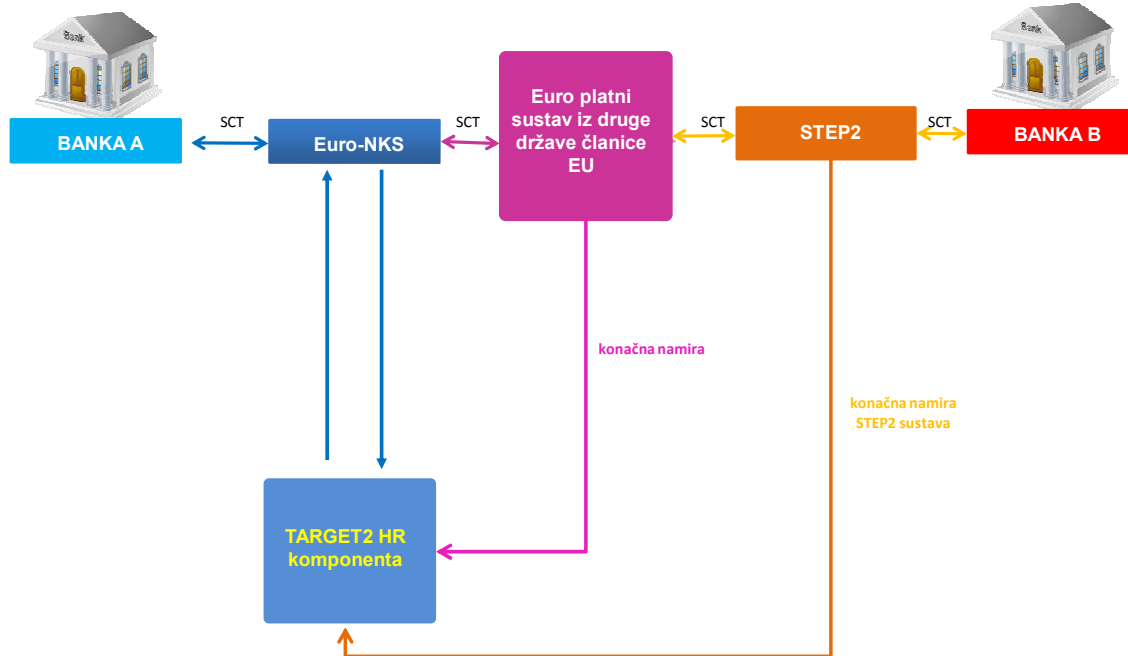 Bank
Bank
BANKA A
SCT
Euro-NKS
SCT
Euro platni
sustav iz druge
države članice
EU
SCT
STEP2
SCT
BANKA B
konačna namira
konačna namira
STEP2 sustava
TARGET2 HR
komponenta